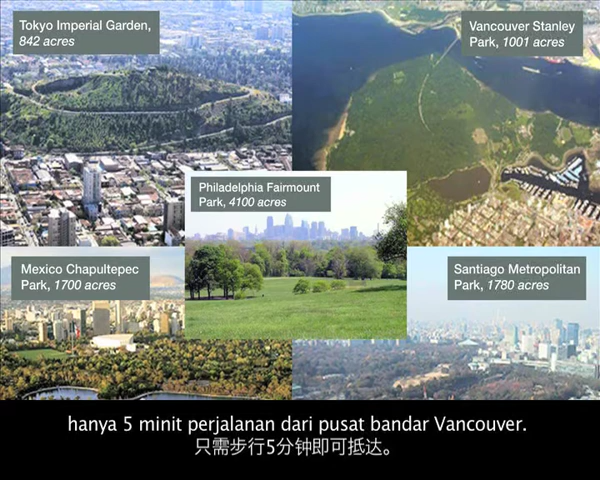 Tokyo Imperial Garden,
842 acres
Vancouver Stanley
Park, 1001 acres
Philadelphia Fairmount
Park, 4100 acres
Mexico Chapultepec
Park, 1700 acres
Santiago Metropolitan
Park, 1780 acres
hanya 5 minit perjalanan dari pusat bandar Vancouver.
只需步行5分钟即可抵达。